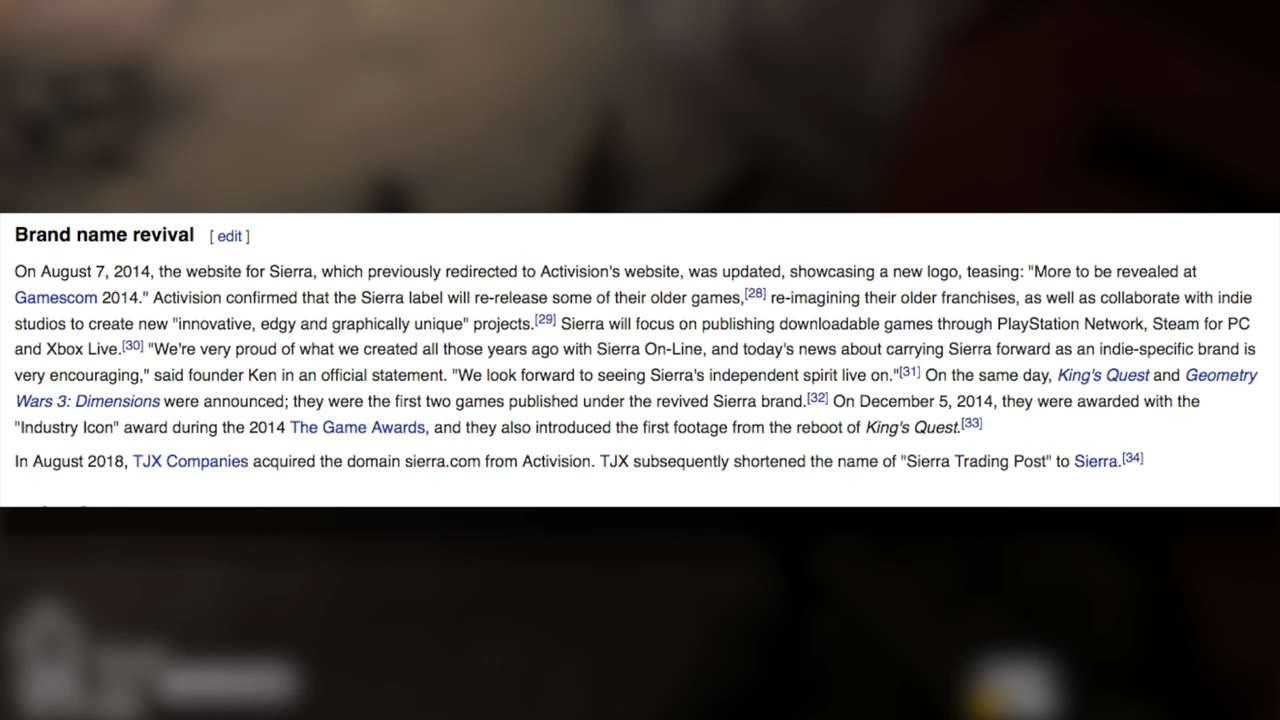 Brand name revival [ edit ]
On August 7, 2014, the website for Sierra, which previously redirected to Activision's website, was updated, showcasing a new logo, teasing: "More to be revealed at
Gamescom 2014." Activision confirmed that the Sierra label will re-release some of their older games,[28] re-imagining their older franchises, as well as collaborate with indie
studios to create new "innovative, edgy and graphically unique" projects.[29] Sierra will focus on publishing downloadable games through PlayStation Network, Steam for PC
and Xbox Live.[30] "We're very proud of what we created all those years ago with Sierra On-Line, and today's news about carrying Sierra forward as an indie-specific brand is
very encouraging," said founder Ken in an official statement. "We look forward to seeing Sierra's independent spirit live on."[31] On the same day, King's Quest and Geometry
Wars 3: Dimensions were announced; they were the first two games published under the revived Sierra brand.[32] On December 5, 2014, they were awarded with the
"Industry Icon" award during the 2014 The Game Awards, and they also introduced the first footage from the reboot of King's Quest.[33]
In August 2018, TJX Companies acquired the domain sierra.com from Activision. TJX subsequently shortened the name of "Sierra Trading Post" to Sierra.[34]